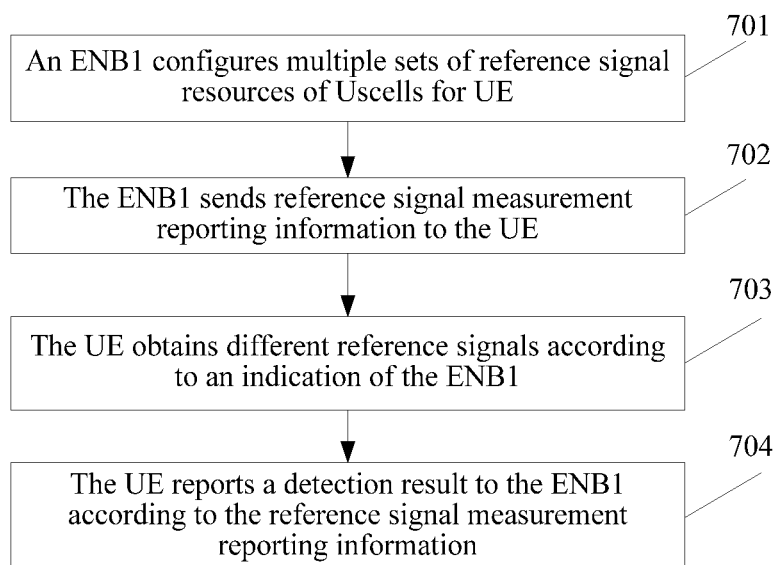 701
An ENB1 configures multiple sets of reference signal
resources of Uscells for UE
702
The ENB1 sends reference signal measurement
reporting information to the UE
703
The UE obtains different reference signals according
to an indication of the ENB1
704
The UE reports a detection result to the ENB1
according to the reference signal measurement
reporting information